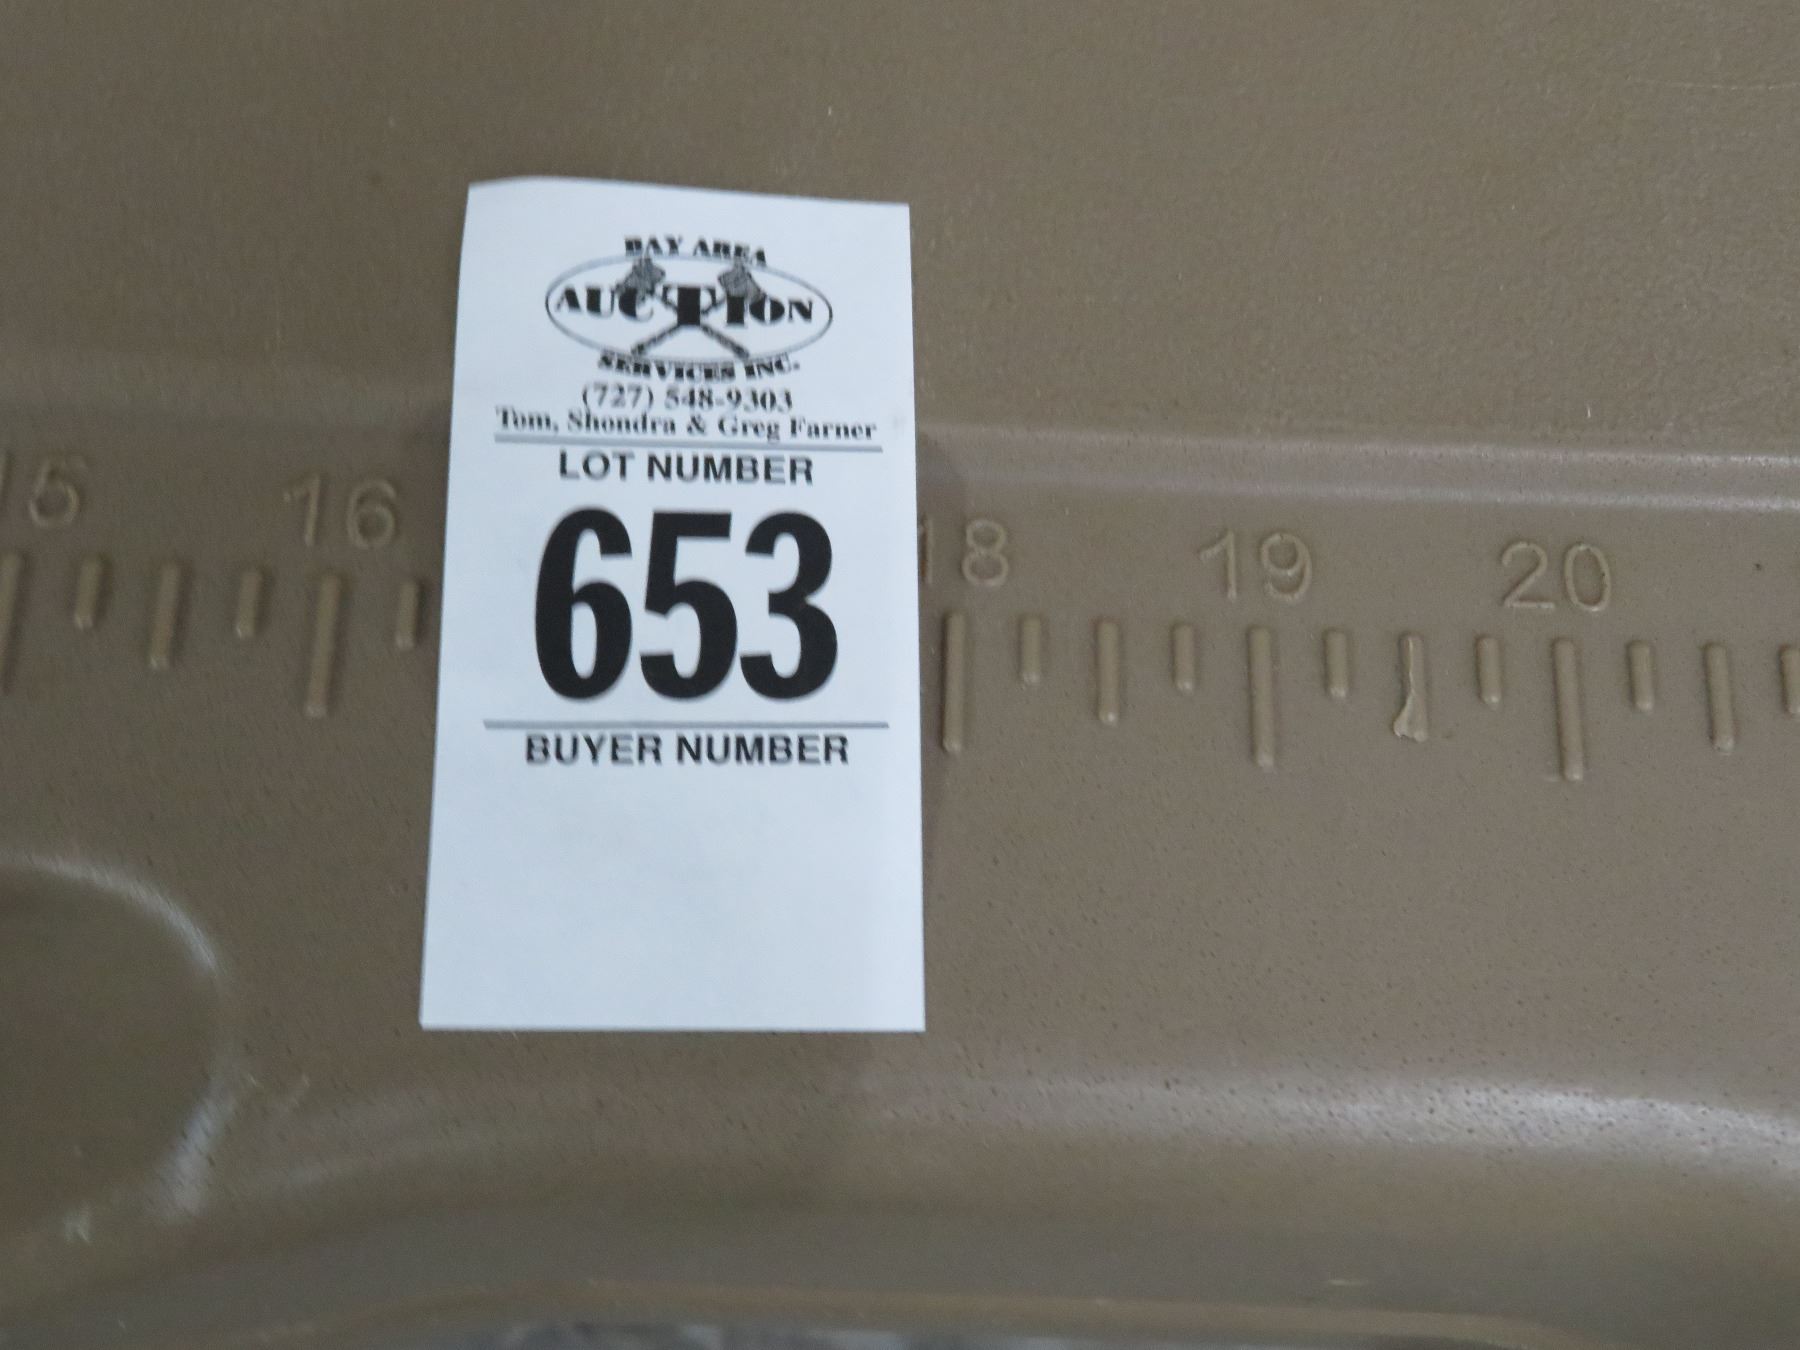 BAY AREA
AUCTION
SERVICES INC.
(727) 548-9303
Tom, Shondra & Greg Farner
LOT NUMBER
653
BUYER NUMBER
15 16 18 19 20